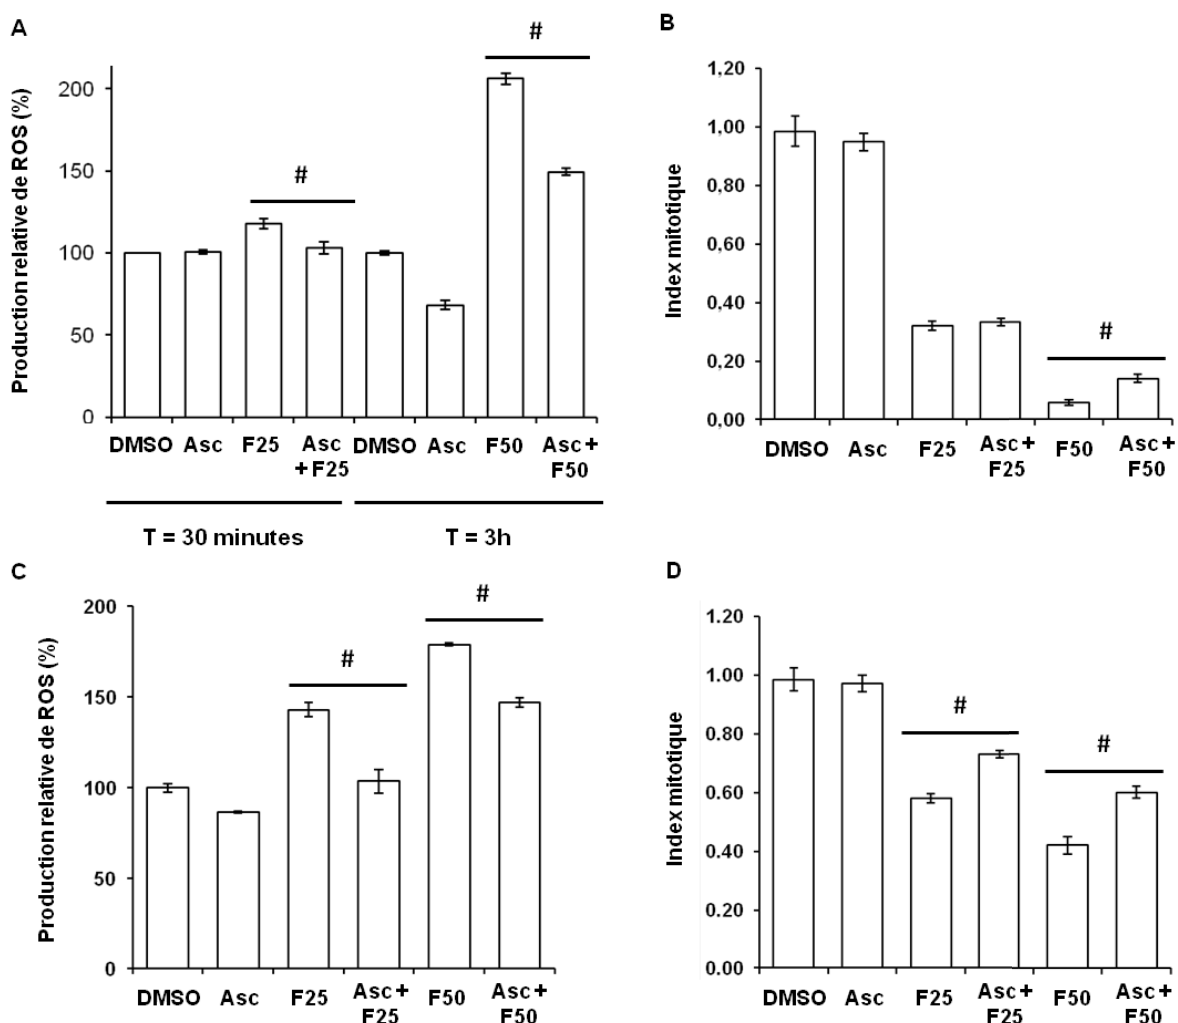 A
#
#
Production relative de ROS (%)
200
150
100
50
0
DMSO Asc F25 Asc + F25 DMSO Asc F50 Asc + F50
T = 30 minutes T = 3h
B
#
Index mitotique
1,20
1,00
0,80
0,60
0,40
0,20
0,00
DMSO Asc F25 Asc + F25 F50 Asc + F50
C
#
#
Production relative de ROS (%)
200
150
100
50
0
DMSO Asc F25 Asc + F25 F50 Asc + F50
D
#
#
Index mitotique
1.20
1.00
0.80
0.60
0.40
0.20
0.00
DMSO Asc F25 Asc + F25 F50 Asc + F50